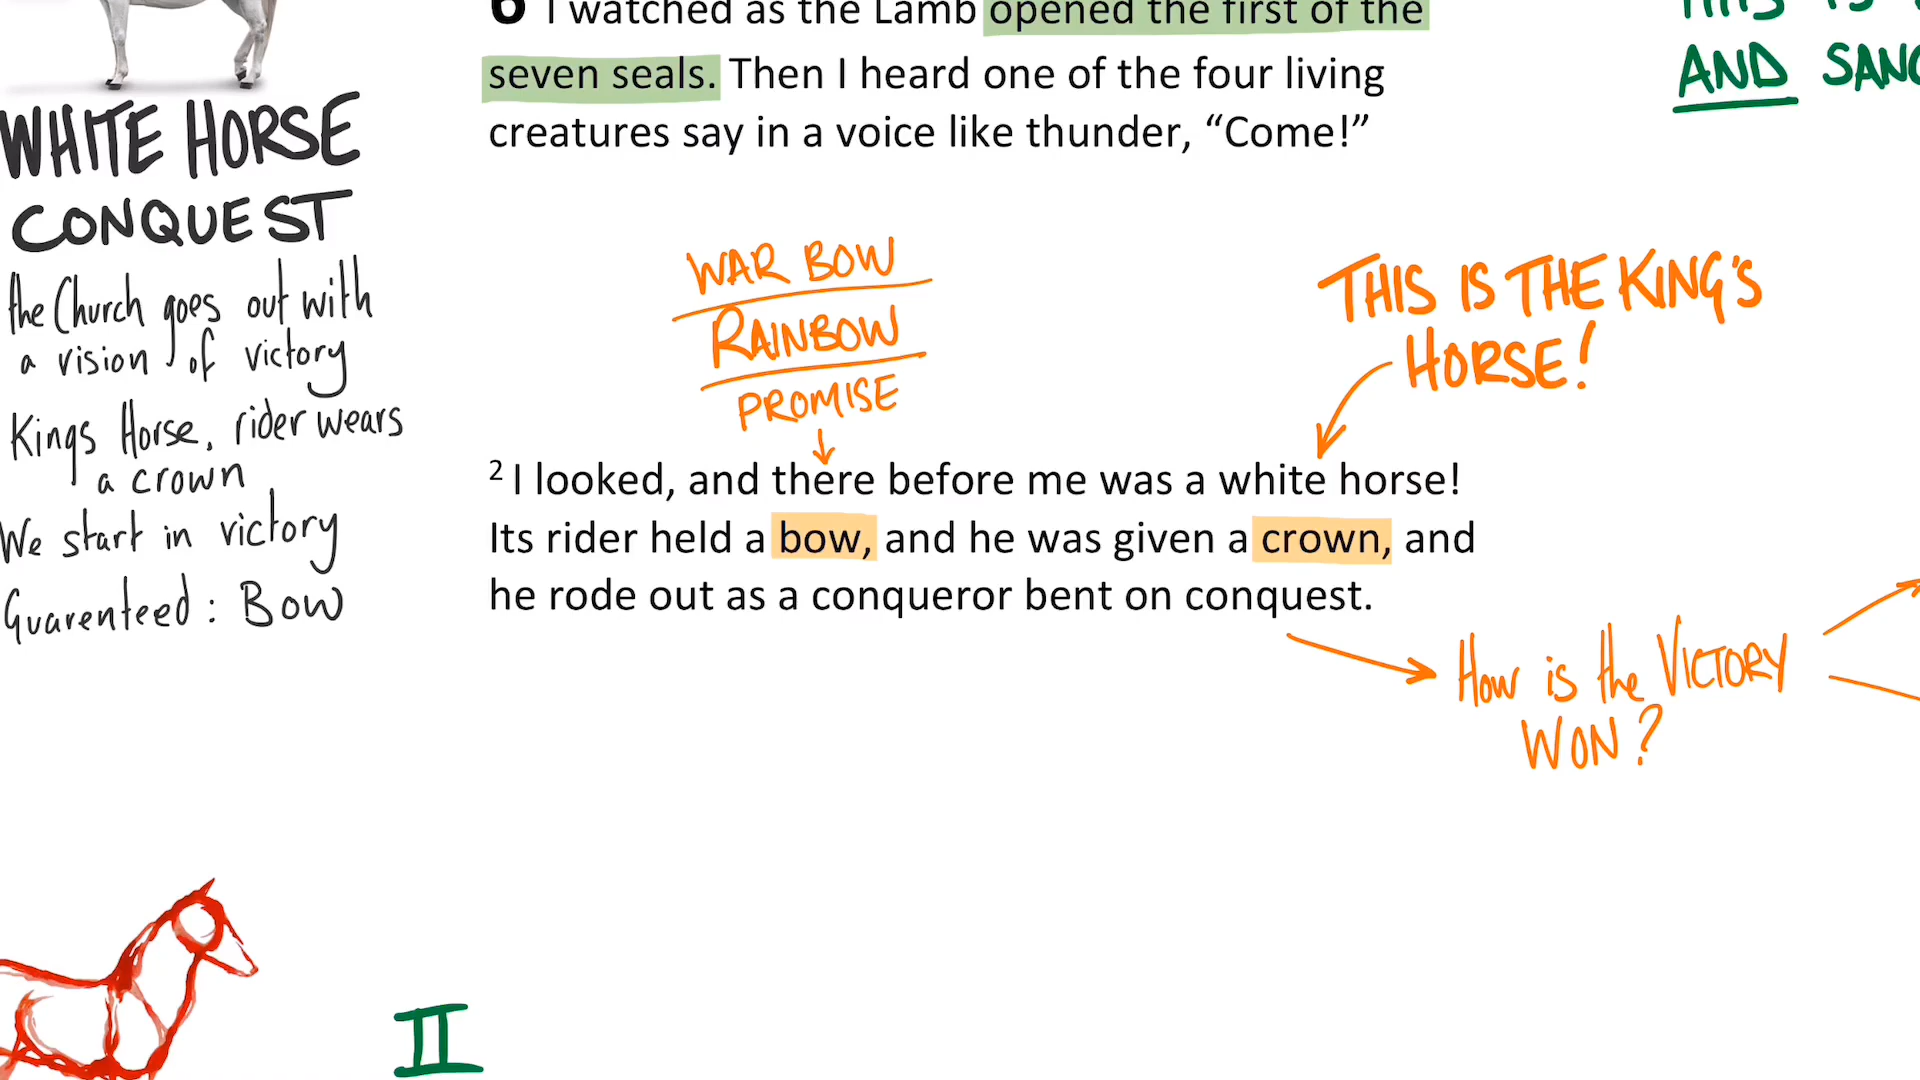 6 I watched as the Lamb opened the first of the
seven seals. Then I heard one of the four living
creatures say in a voice like thunder, “Come!”
AND SANC
WHITE HORSE
CONQUEST
the Church goes out with
a vision of victory
Kings Horse, rider wears
a crown
We start in victory
Guarenteed : Bow
WAR BOW
RAINBOW
PROMISE
THIS IS THE KING'S
HORSE!
2 I looked, and there before me was a white horse!
Its rider held a bow, and he was given a crown, and
he rode out as a conqueror bent on conquest.
How is the VICTORY
WON?
II